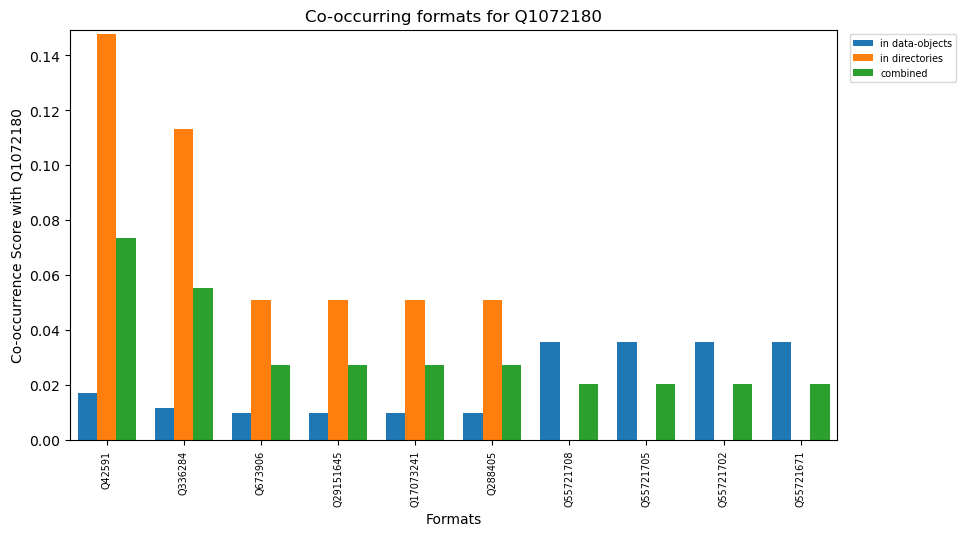 Co-occurring formats for Q1072180
in data-objects
in directories
combined
Co-occurrence Score with Q1072180
0.14
0.12
0.10
0.08
0.06
0.04
0.02
0.00
Q42591
Q336284
Q673906
Q29151645
Q17073241
Q288405
Q55721708
Q55721705
Q55721702
Q55721671
Formats